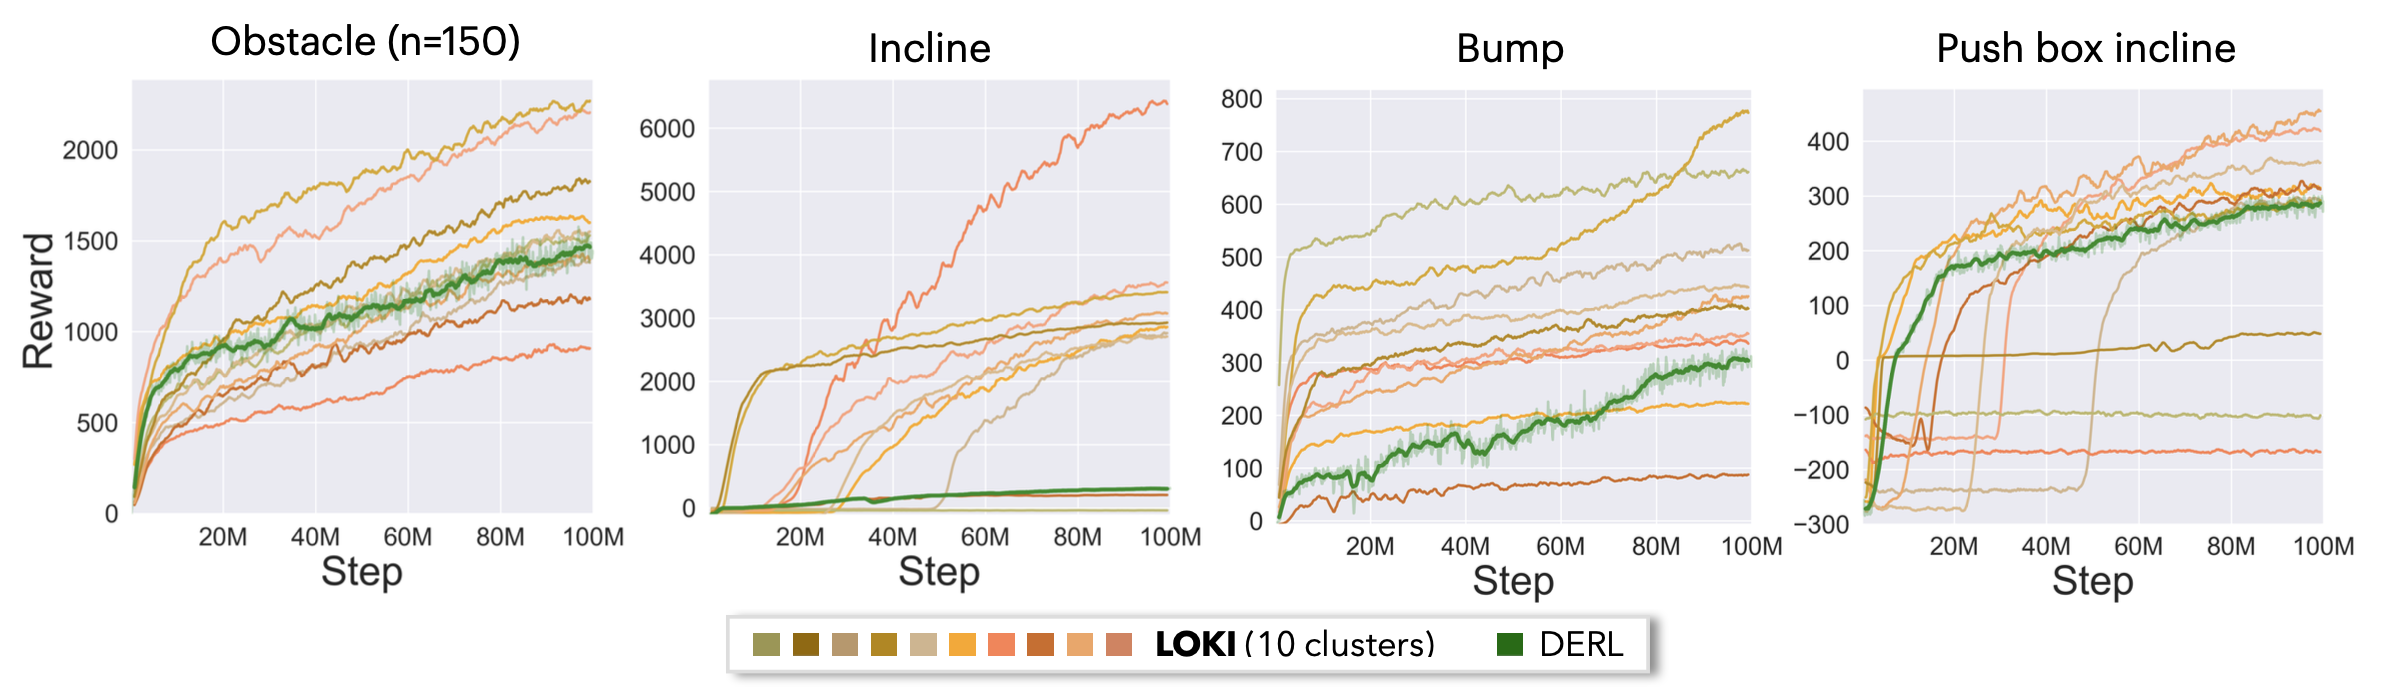 Obstacle (n=150)
Incline
Bump
Push box incline
Reward
2000
1500
1000
500
0
20M 40M 60M 80M 100M
Step
6000
5000
4000
3000
2000
1000
0
20M 40M 60M 80M 100M
Step
800
700
600
500
400
300
200
100
0
20M 40M 60M 80M 100M
Step
400
300
200
100
0
−100
−200
−300
20M 40M 60M 80M 100M
Step
LOKI (10 clusters) DERL